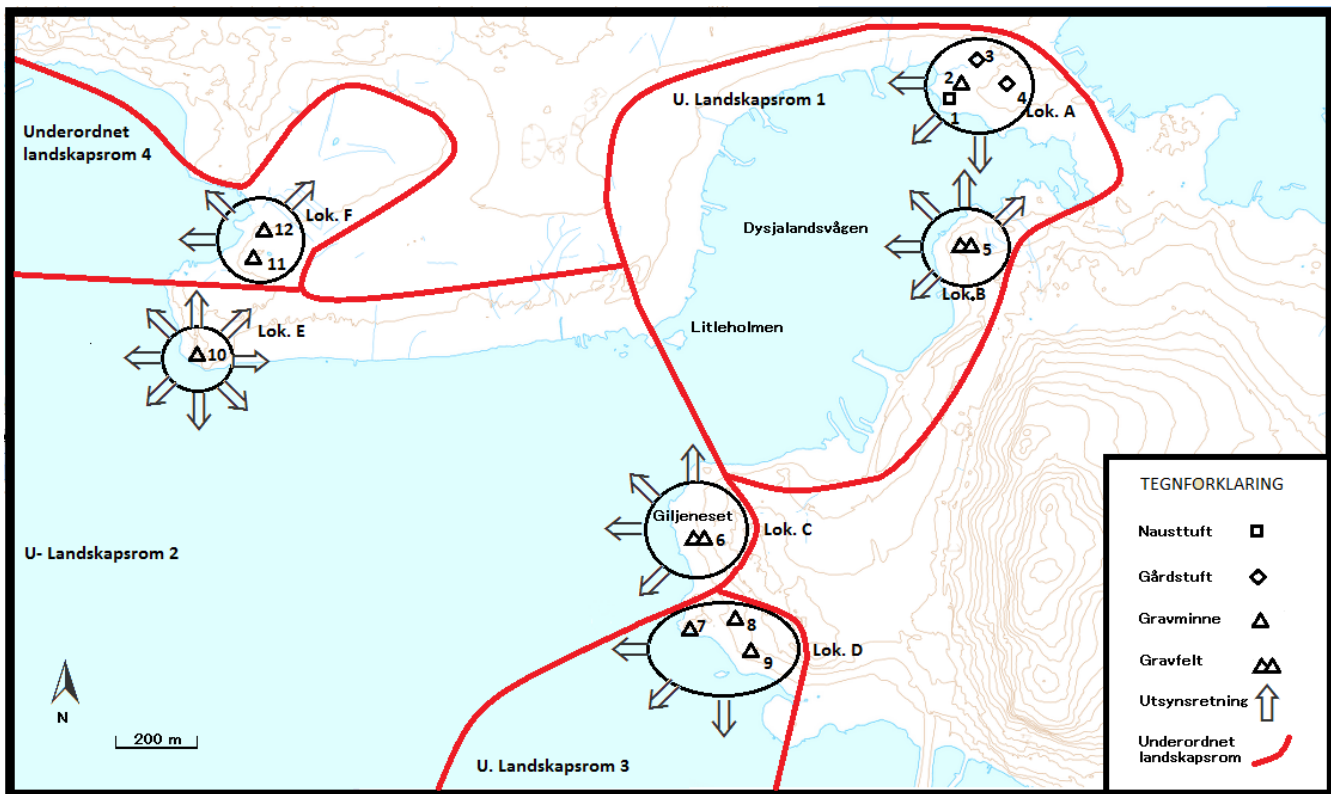 U. Landskapsrom 1
3
2
4
1
Lok. A
Underordnet
landskapsrom 4
Lok. F
12
11
Dysjalandsvågen
5
Lok.B
Lok. E
10
Litleholmen
Giljeneset
6
Lok. C
U- Landskapsrom 2
7
8
9
Lok. D
U. Landskapsrom 3
N
200 m
TEGNFORKLARING
Nausttuft
Gårdstuft
Gravminne
Gravfelt
Utsynsretning
Underordnet
landskapsrom